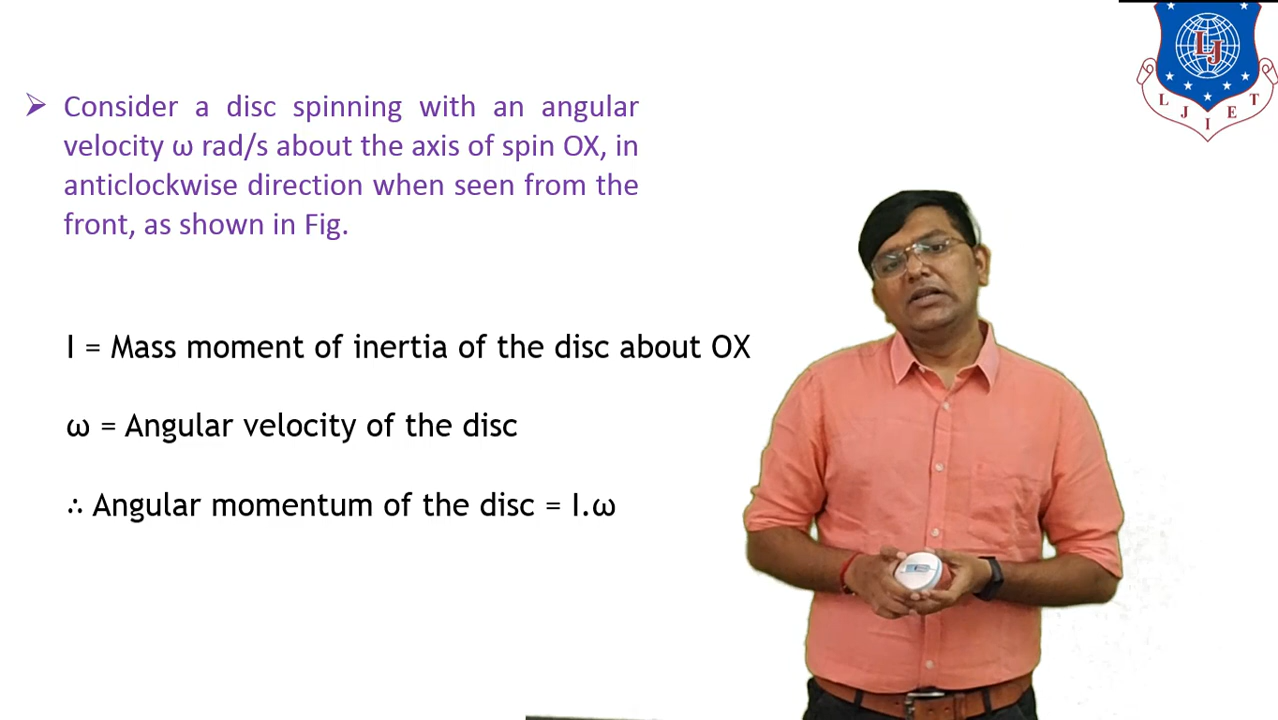 ➢ Consider a disc spinning with an angular
velocity ω rad/s about the axis of spin OX, in
anticlockwise direction when seen from the
front, as shown in Fig.
I = Mass moment of inertia of the disc about OX
ω = Angular velocity of the disc
∴ Angular momentum of the disc = I.ω
LJ
L J I E T